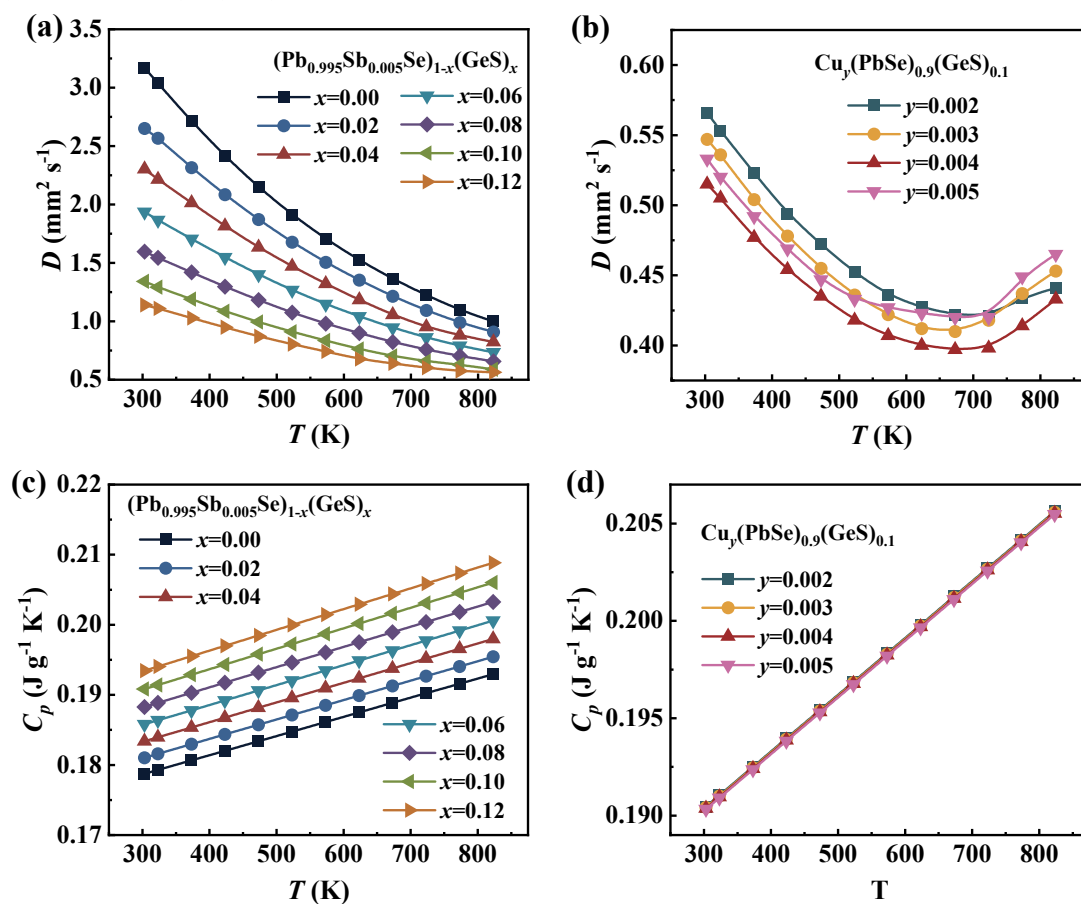 (a)
3.5
3.0
2.5
2.0
1.5
1.0
0.5
D (mm² s⁻¹)
(Pb₀.₉₉₅Sb₀.₀₀₅Se)₁₋ₓ(GeS)ₓ
x=0.00
x=0.02
x=0.04
x=0.06
x=0.08
x=0.10
x=0.12
300 400 500 600 700 800
T (K)
(b)
0.60
0.55
0.50
0.45
0.40
D (mm² s⁻¹)
Cuᵧ(PbSe)₀.₉(GeS)₀.₁
y=0.002
y=0.003
y=0.004
y=0.005
300 400 500 600 700 800
T (K)
(c)
0.22
0.21
0.20
0.19
0.18
0.17
Cₚ (J g⁻¹ K⁻¹)
(Pb₀.₉₉₅Sb₀.₀₀₅Se)₁₋ₓ(GeS)ₓ
x=0.00
x=0.02
x=0.04
x=0.06
x=0.08
x=0.10
x=0.12
300 400 500 600 700 800
T (K)
(d)
0.205
0.200
0.195
0.190
Cₚ (J g⁻¹ K⁻¹)
Cuᵧ(PbSe)₀.₉(GeS)₀.₁
y=0.002
y=0.003
y=0.004
y=0.005
300 400 500 600 700 800
T